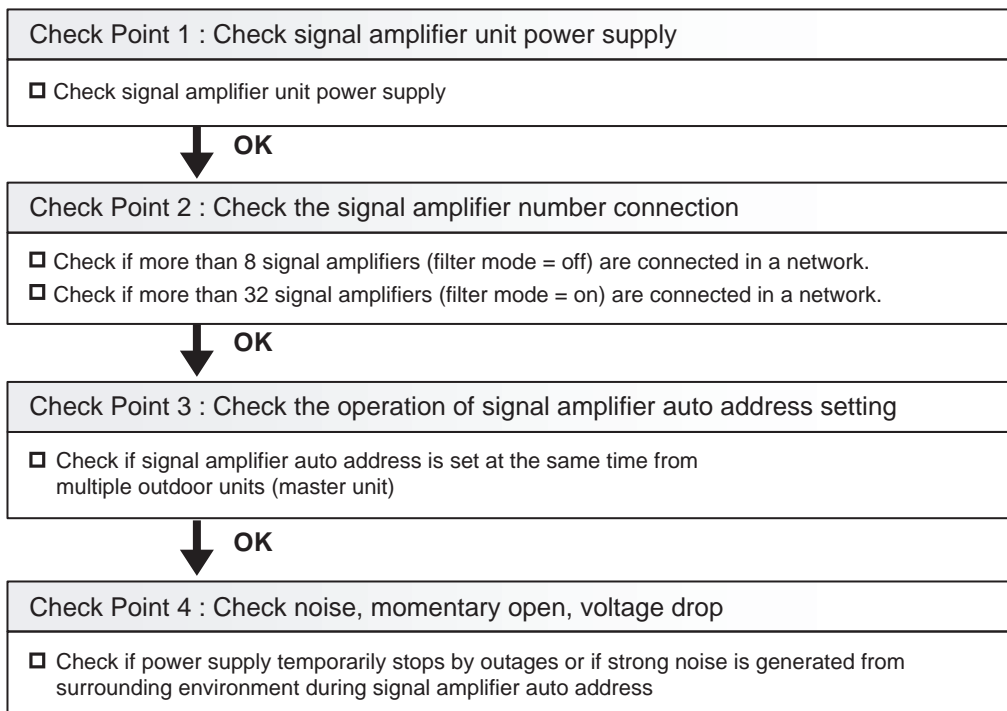 Check Point 1 : Check signal amplifier unit power supply
Check signal amplifier unit power supply
OK
Check Point 2 : Check the signal amplifier number connection
Check if more than 8 signal amplifiers (filter mode = off) are connected in a network.
Check if more than 32 signal amplifiers (filter mode = on) are connected in a network.
OK
Check Point 3 : Check the operation of signal amplifier auto address setting
Check if signal amplifier auto address is set at the same time from
multiple outdoor units (master unit)
OK
Check Point 4 : Check noise, momentary open, voltage drop
Check if power supply temporarily stops by outages or if strong noise is generated from
surrounding environment during signal amplifier auto address